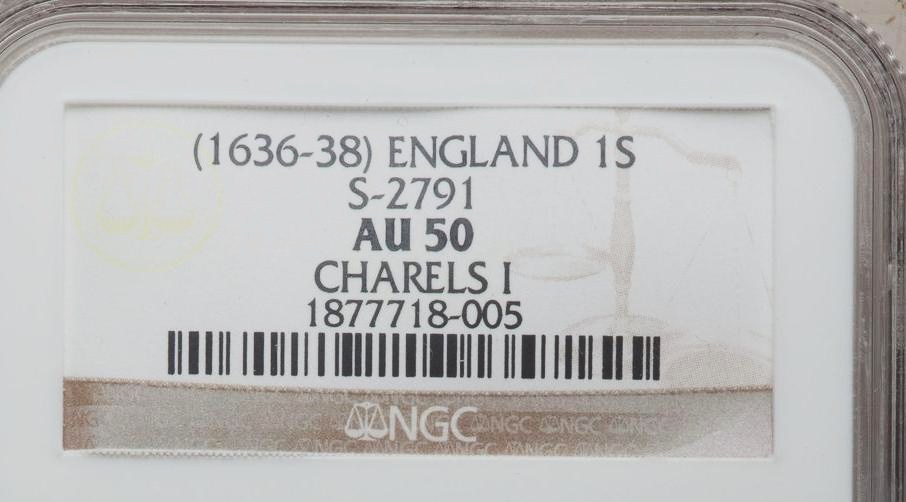 (1636-38) ENGLAND 1S
S-2791
AU 50
CHARELS I
1877718-005
NGC